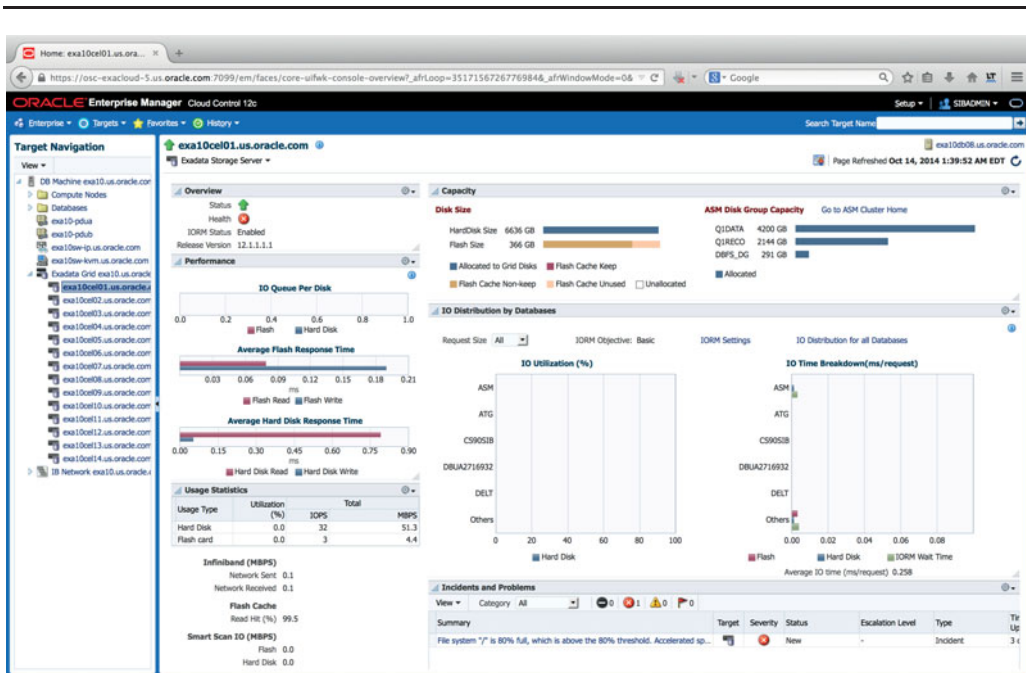 Home: exa10cel01.us.ora...
https://osc-exacloud-5.us.oracle.com:7099/em/faces/core-uifwk-console-overview?_afrLoop=35171567267769846_afrWindowMode=0&
Google
ORACLE Enterprise Manager Cloud Control 12c
Setup
SIBADMIN
Enterprise
Targets
Favorites
History
Search Target Name
Target Navigation
View
DB Machine exa10.us.oracle.com
Compute Nodes
Databases
exa10-pdua
exa10-pdub
exa10sw-ip.us.oracle.com
exa10sw-kvm.us.oracle.com
Exadata Grid exa10.us.oracle
exa10cel01.us.oracle.
exa10cel02.us.oracle.com
exa10cel03.us.oracle.com
exa10cel04.us.oracle.com
exa10cel05.us.oracle.com
exa10cel06.us.oracle.com
exa10cel07.us.oracle.com
exa10cel08.us.oracle.com
exa10cel09.us.oracle.com
exa10cel10.us.oracle.com
exa10cel11.us.oracle.com
exa10cel12.us.oracle.com
exa10cel13.us.oracle.com
exa10cel14.us.oracle.com
IB Network exa10.us.oracle.
exa10cel01.us.oracle.com
Exadata Storage Server
exa10db08.us.oracle.com
Page Refreshed Oct 14, 2014 1:39:52 AM EDT
Overview
Status
Health
IORM Status Enabled
Release Version 12.1.1.1.1
Performance
IO Queue Per Disk
0.0 0.2 0.4 0.6 0.8 1.0
Flash Hard Disk
Average Flash Response Time
0.03 0.06 0.09 0.12 0.15 0.18 0.21
ms
Flash Read Flash Write
Average Hard Disk Response Time
0.00 0.15 0.30 0.45 0.60 0.75 0.90
ms
Hard Disk Read Hard Disk Write
Usage Statistics
Usage Type Utilization (%) Total
IOPS MBPS
Hard Disk 0.0 32 51.3
Flash card 0.0 3 4.4
Infiniband (MBPS)
Network Sent 0.1
Network Received 0.1
Flash Cache
Read Hit (%) 99.5
Smart Scan IO (MBPS)
Flash 0.0
Hard Disk 0.0
Capacity
Disk Size
HardDisk Size 6636 GB
Flash Size 366 GB
Allocated to Grid Disks Flash Cache Keep
Flash Cache Non-keep Flash Cache Unused Unallocated
ASM Disk Group Capacity Go to ASM Cluster Home
Q1DATA 4200 GB
Q1RECO 2144 GB
DBFS_DG 291 GB
Allocated
IO Distribution by Databases
Request Size All IORM Objective: Basic IORM Settings IO Distribution for all Databases
IO Utilization (%)
ASM
ATG
CS90SIB
DBUA2716932
DELT
Others
0 20 40 60 80 100
Hard Disk
IO Time Breakdown(ms/request)
ASM
ATG
CS90SIB
DBUA2716932
DELT
Others
0.00 0.02 0.04 0.06 0.08
Flash Hard Disk IORM Wait Time
Average IO time (ms/request) 0.258
Incidents and Problems
View Category All 0 1 0 0
Summary Target Severity Status Escalation Level Type
File system "/" is 80% full, which is above the 80% threshold. Accelerated sp... New - Incident